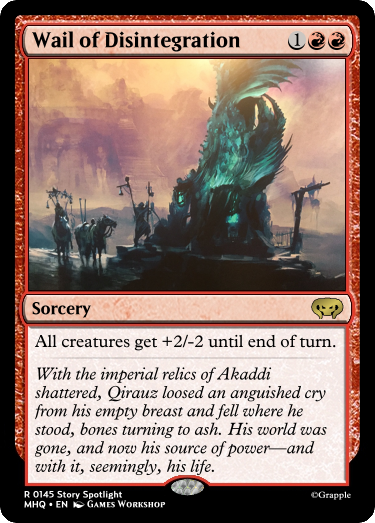 Wail of Disintegration 1
Sorcery
All creatures get +2/-2 until end of turn.
With the imperial relics of Akaddi
shattered, Qirauz loosed an anguished cry
from his empty breast and fell where he
stood, bones turning to ash. His world was
gone, and now his source of power—and
with it, seemingly, his life.
R 0145 Story Spotlight
MHQ • EN GAMES WORKSHOP
©Grapple